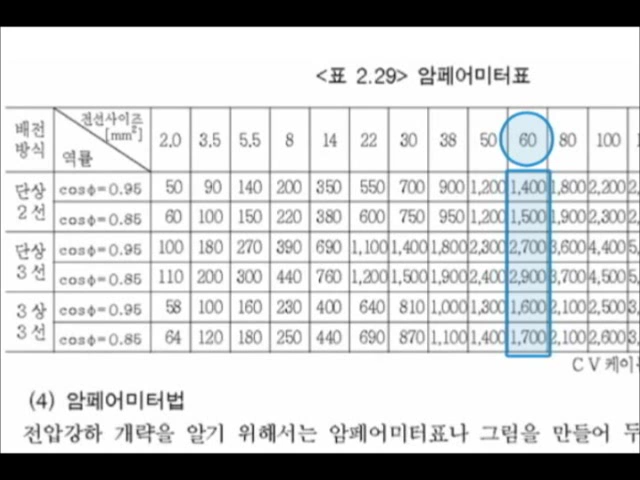 <표 2.29> 암페어미터표
배전 방식 전선사이즈 [mm²] 역률 2.0 3.5 5.5 8 14 22 30 38 50 60 80 100
단상 2선 cosϕ=0.95 50 90 140 200 350 550 700 900 1,200 1,400 1,800 2,200
cosϕ=0.85 60 100 150 220 380 600 750 950 1,200 1,500 1,900 2,300
단상 3선 cosϕ=0.95 100 180 270 390 690 1,100 1,400 1,800 2,300 2,700 3,600 4,400
cosϕ=0.85 110 200 300 440 760 1,200 1,500 1,900 2,400 2,900 3,700 4,500
3상 3선 cosϕ=0.95 58 100 160 230 400 640 810 1,000 1,300 1,600 2,100 2,500
cosϕ=0.85 64 120 180 250 440 690 870 1,100 1,400 1,700 2,100 2,600
CV케이
(4) 암페어미터법
전압강하 개략을 알기 위해서는 암페어미터표나 그림을 만들어 두